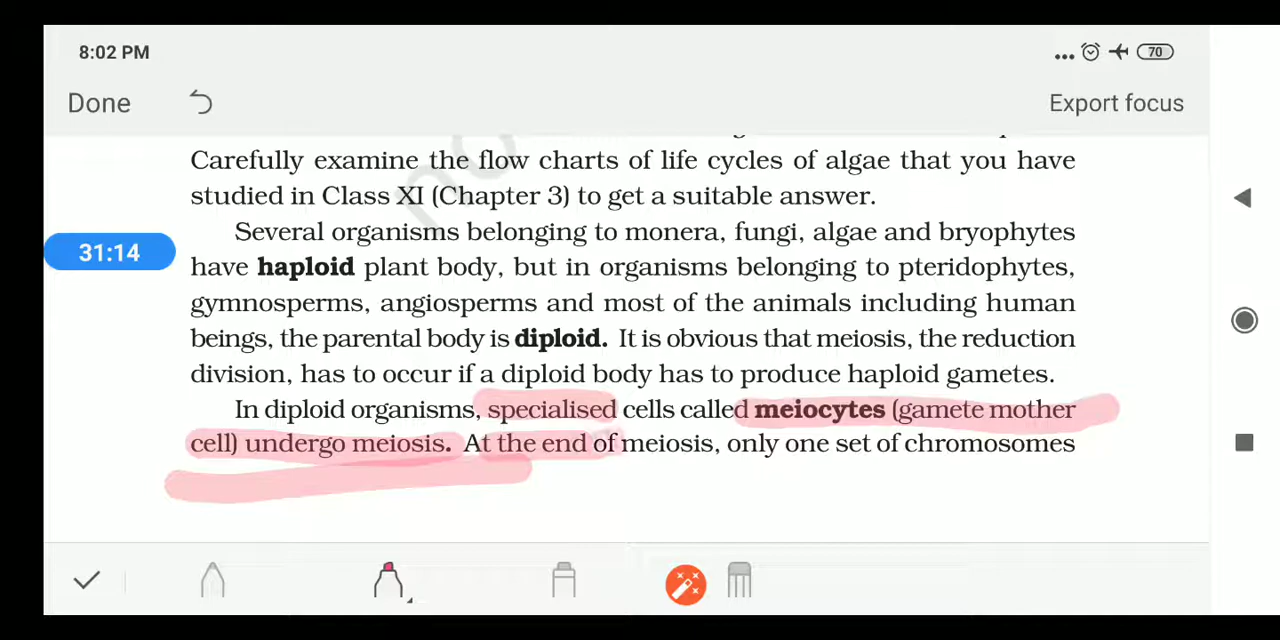 8:02 PM
70
Done
Export focus
Carefully examine the flow charts of life cycles of algae that you have
studied in Class XI (Chapter 3) to get a suitable answer.
Several organisms belonging to monera, fungi, algae and bryophytes
31:14
have haploid plant body, but in organisms belonging to pteridophytes,
gymnosperms, angiosperms and most of the animals including human
beings, the parental body is diploid. It is obvious that meiosis, the reduction
division, has to occur if a diploid body has to produce haploid gametes.
In diploid organisms, specialised cells called meiocytes (gamete mother
cell) undergo meiosis. At the end of meiosis, only one set of chromosomes